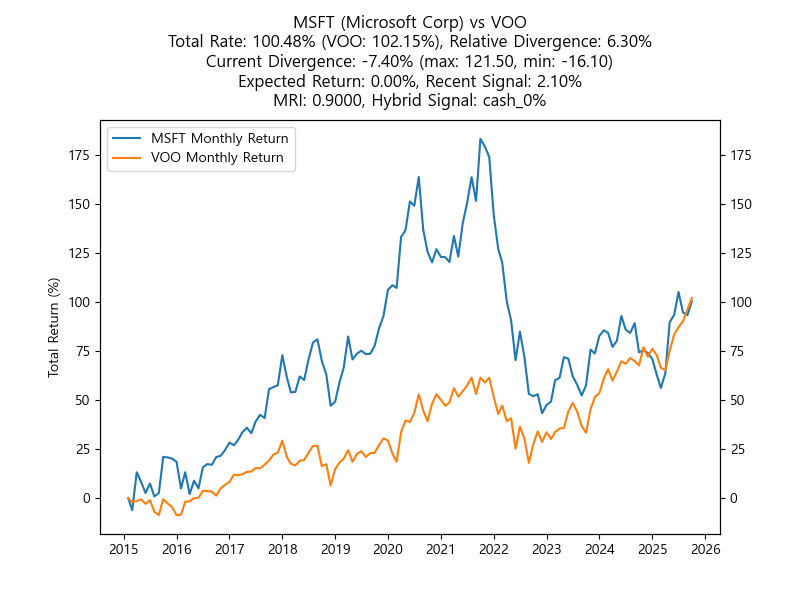 MSFT (Microsoft Corp) vs VOO
Total Rate: 100.48% (VOO: 102.15%), Relative Divergence: 6.30%
Current Divergence: -7.40% (max: 121.50, min: -16.10)
Expected Return: 0.00%, Recent Signal: 2.10%
MRI: 0.9000, Hybrid Signal: cash_0%
MSFT Monthly Return
VOO Monthly Return
Total Return (%)
175 175
150 150
125 125
100 100
75 75
50 50
25 25
0 0
2015 2016 2017 2018 2019 2020 2021 2022 2023 2024 2025 2026